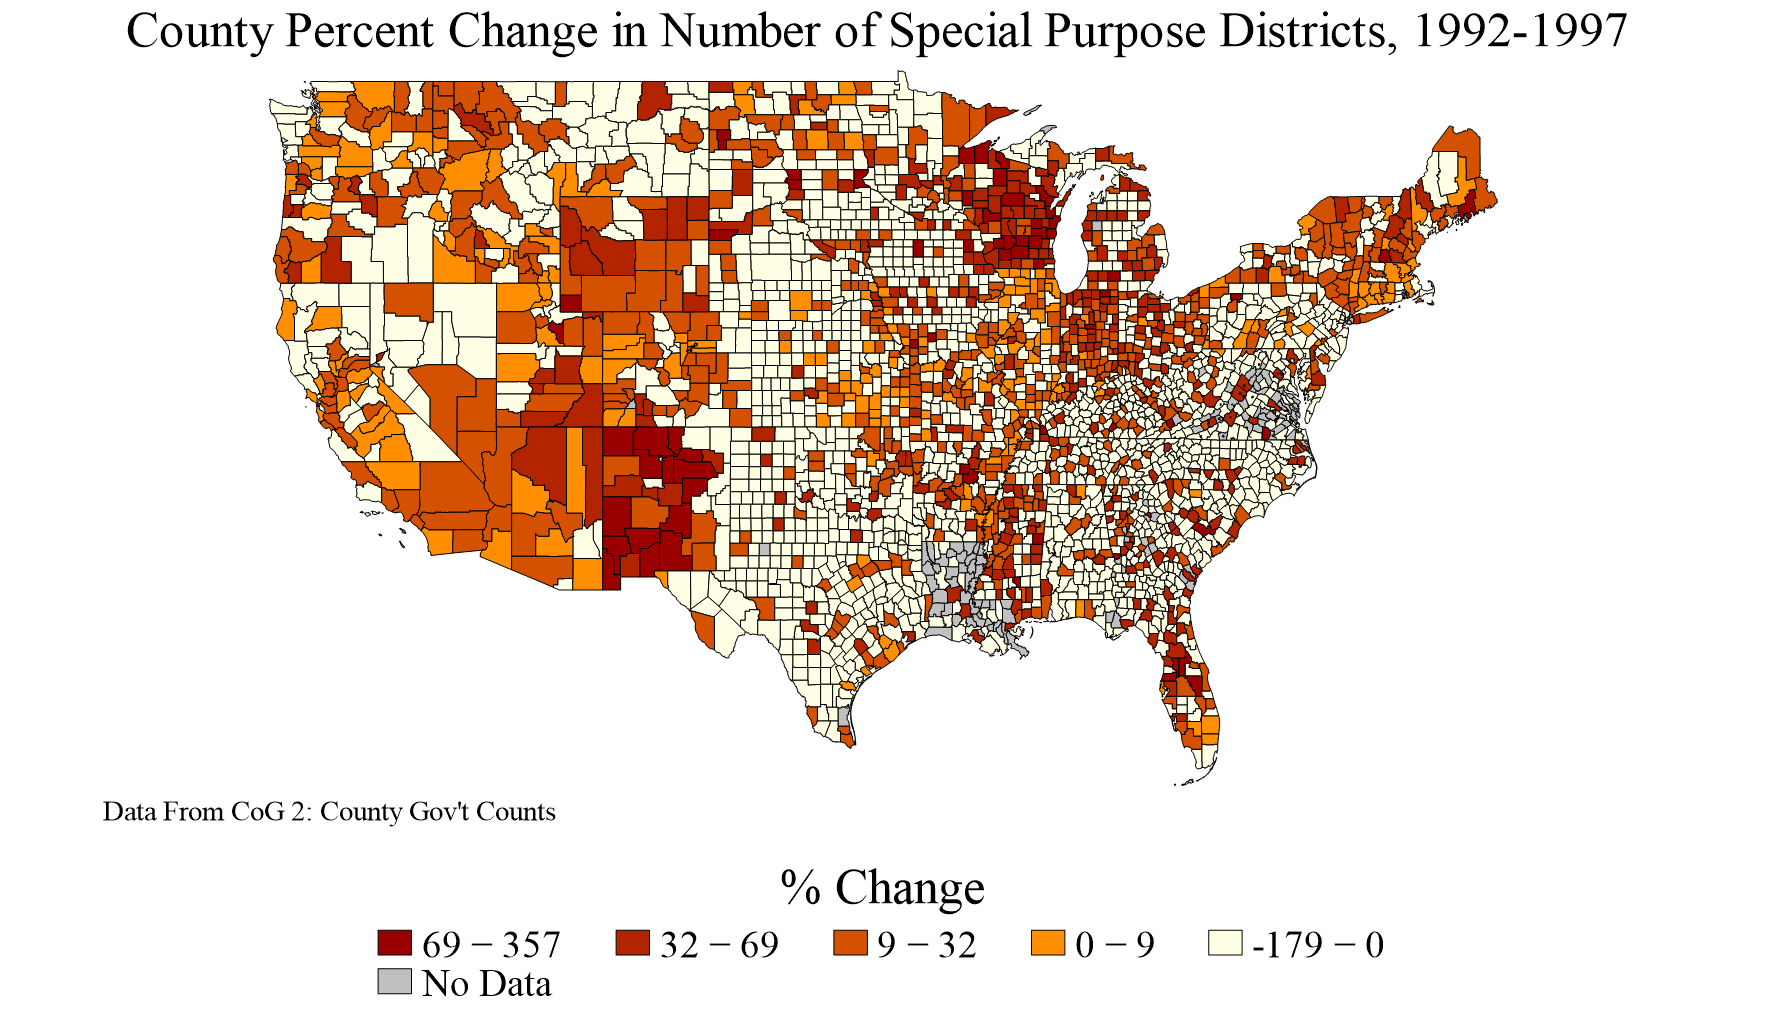 County Percent Change in Number of Special Purpose Districts, 1992-1997
Data From CoG 2: County Gov't Counts
% Change
69 – 357
32 – 69
9 – 32
0 – 9
-179 – 0
No Data